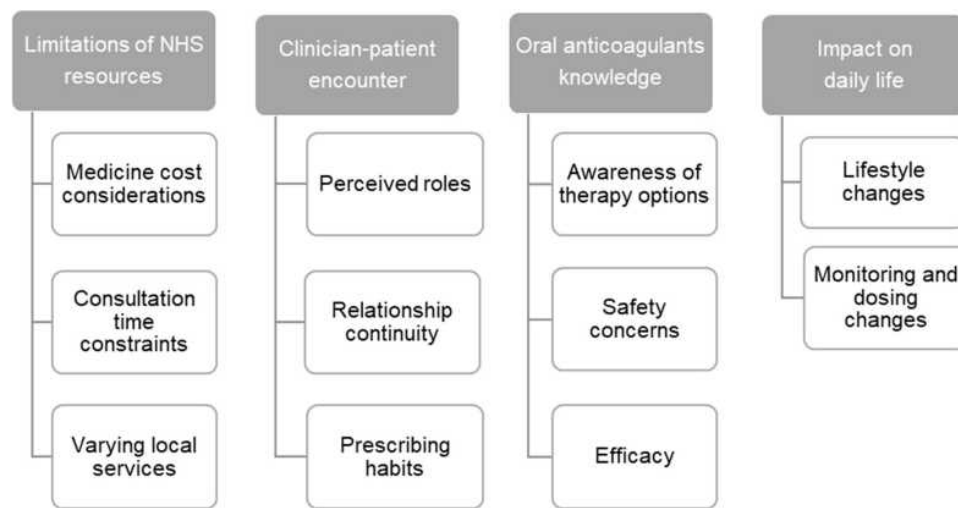 Limitations of NHS
resources
Medicine cost
considerations
Consultation
time
constraints
Varying local
services
Clinician-patient
encounter
Perceived roles
Relationship
continuity
Prescribing
habits
Oral anticoagulants
knowledge
Awareness of
therapy options
Safety
concerns
Efficacy
Impact on
daily life
Lifestyle
changes
Monitoring and
dosing
changes